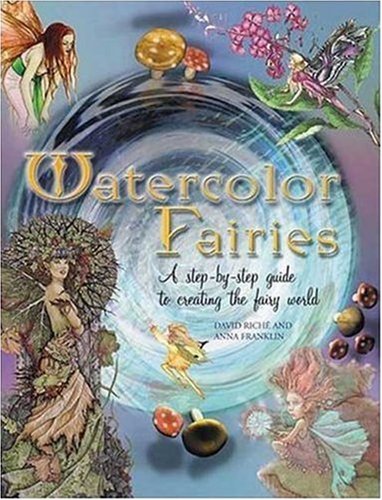 Watercolor
Fairies
A step-by-step guide
to creating the fairy world
DAVID RICHÉ AND
ANNA FRANKLIN